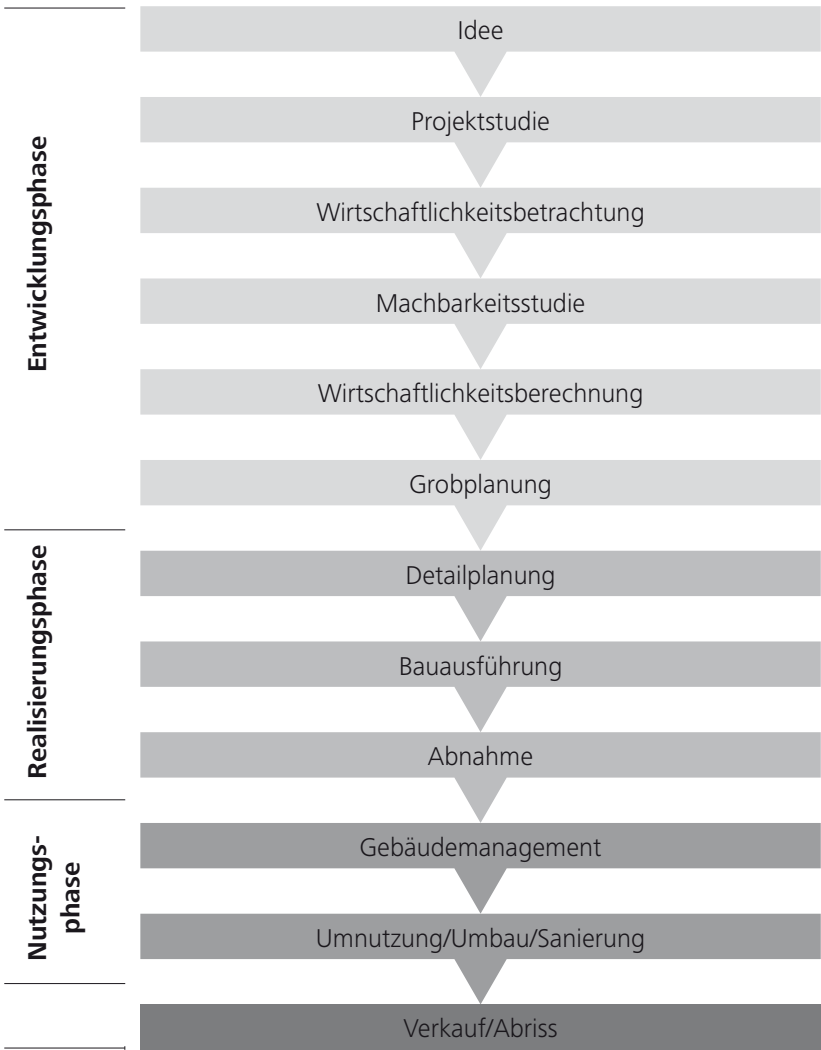 Entwicklungsphase
Idee
Projektstudie
Wirtschaftlichkeitsbetrachtung
Machbarkeitsstudie
Wirtschaftlichkeitsberechnung
Grobplanung
Realisierungsphase
Detailplanung
Bauausführung
Abnahme
Nutzungs-
phase
Gebäudemanagement
Umnutzung/Umbau/Sanierung
Verkauf/Abriss